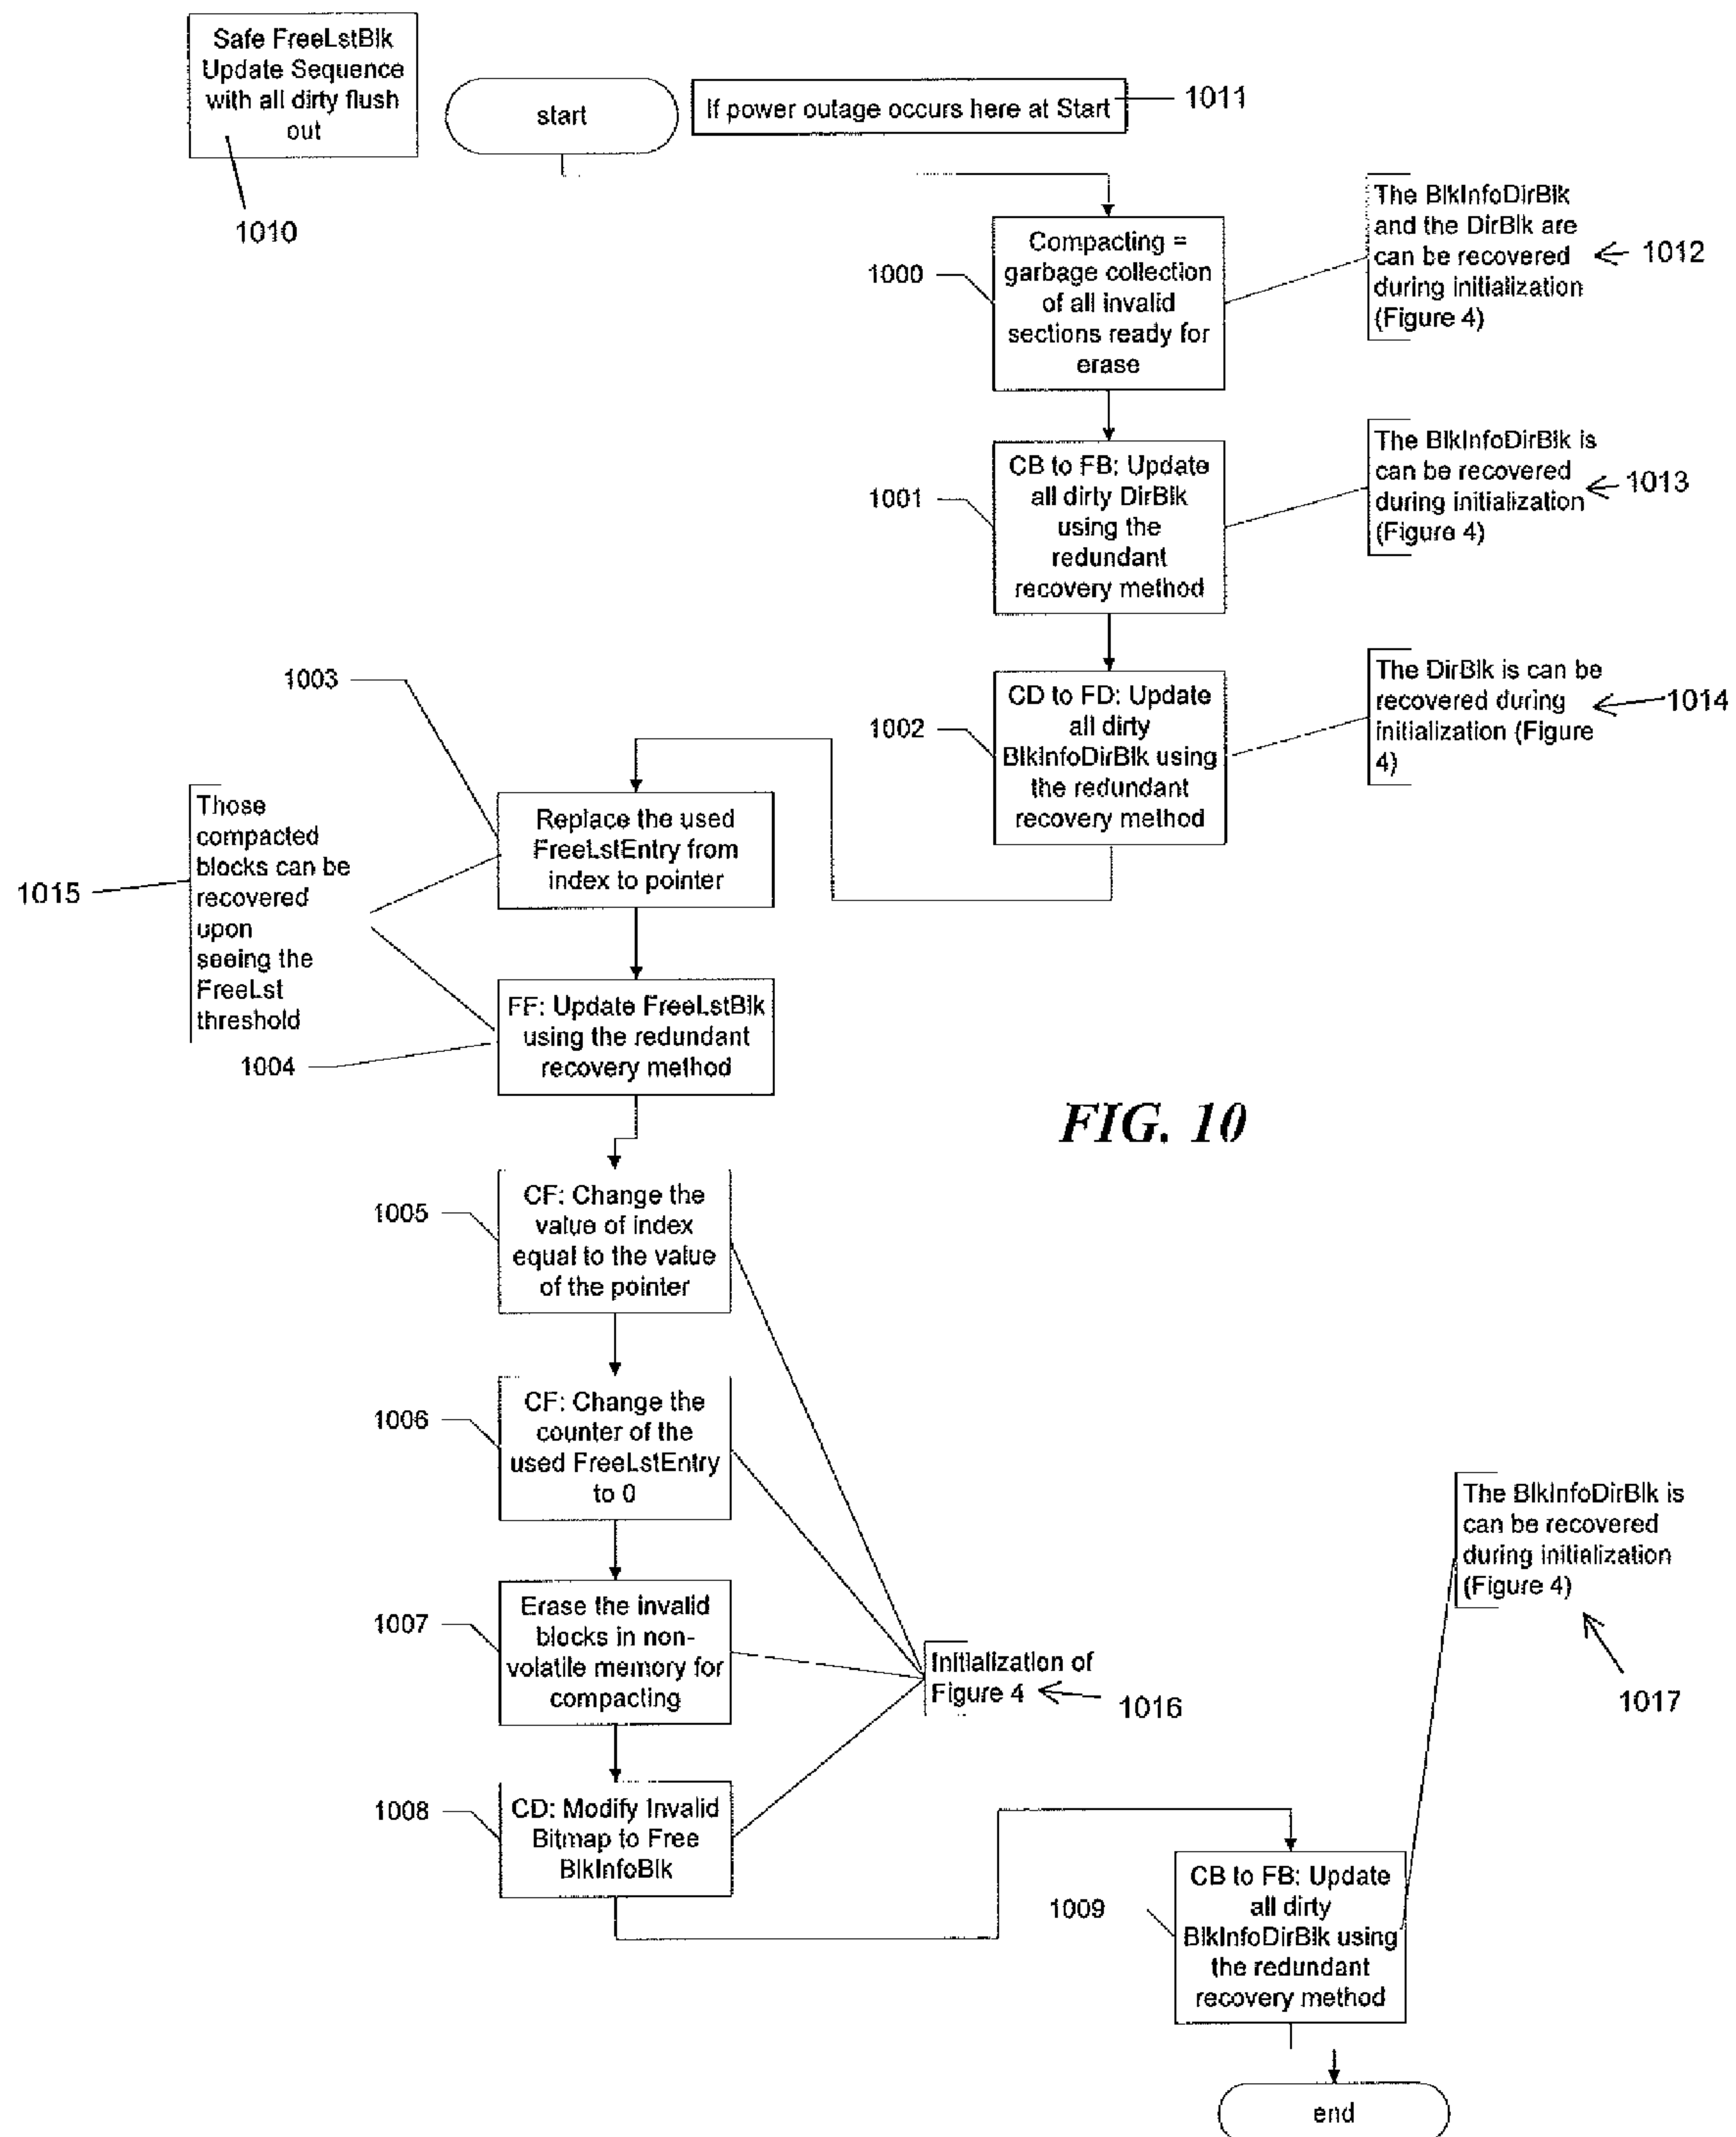 Safe FreeLstBlk
Update Sequence
with all dirty flush
out
1010
start
If power outage occurs here at Start
1011
1000
Compacting =
garbage collection
of all invalid
sections ready for
erase
The BlkInfoDirBlk
and the DirBlk are
can be recovered
during initialization
(Figure 4)
1012
1001
CB to FB: Update
all dirty DirBlk
using the
redundant
recovery method
The BlkInfoDirBlk is
can be recovered
during initialization
(Figure 4)
1013
1002
CD to FD: Update
all dirty
BlkInfoDirBlk using
the redundant
recovery method
The DirBlk is can be
recovered during
initialization (Figure
4)
1014
1003
Replace the used
FreeLstEntry from
index to pointer
1015
Those
compacted
blocks can be
recovered
upon
seeing the
FreeLst
threshold
1004
FF: Update FreeLstBlk
using the redundant
recovery method
FIG. 10
1005
CF: Change the
value of index
equal to the value
of the pointer
1006
CF: Change the
counter of the
used FreeLstEntry
to 0
1007
Erase the invalid
blocks in non-
volatile memory for
compacting
Initialization of
Figure 4
1016
The BlkInfoDirBlk is
can be recovered
during initialization
(Figure 4)
1017
1008
CD: Modify Invalid
Bitmap to Free
BlkInfoBlk
1009
CB to FB: Update
all dirty
BlkInfoDirBlk using
the redundant
recovery method
end